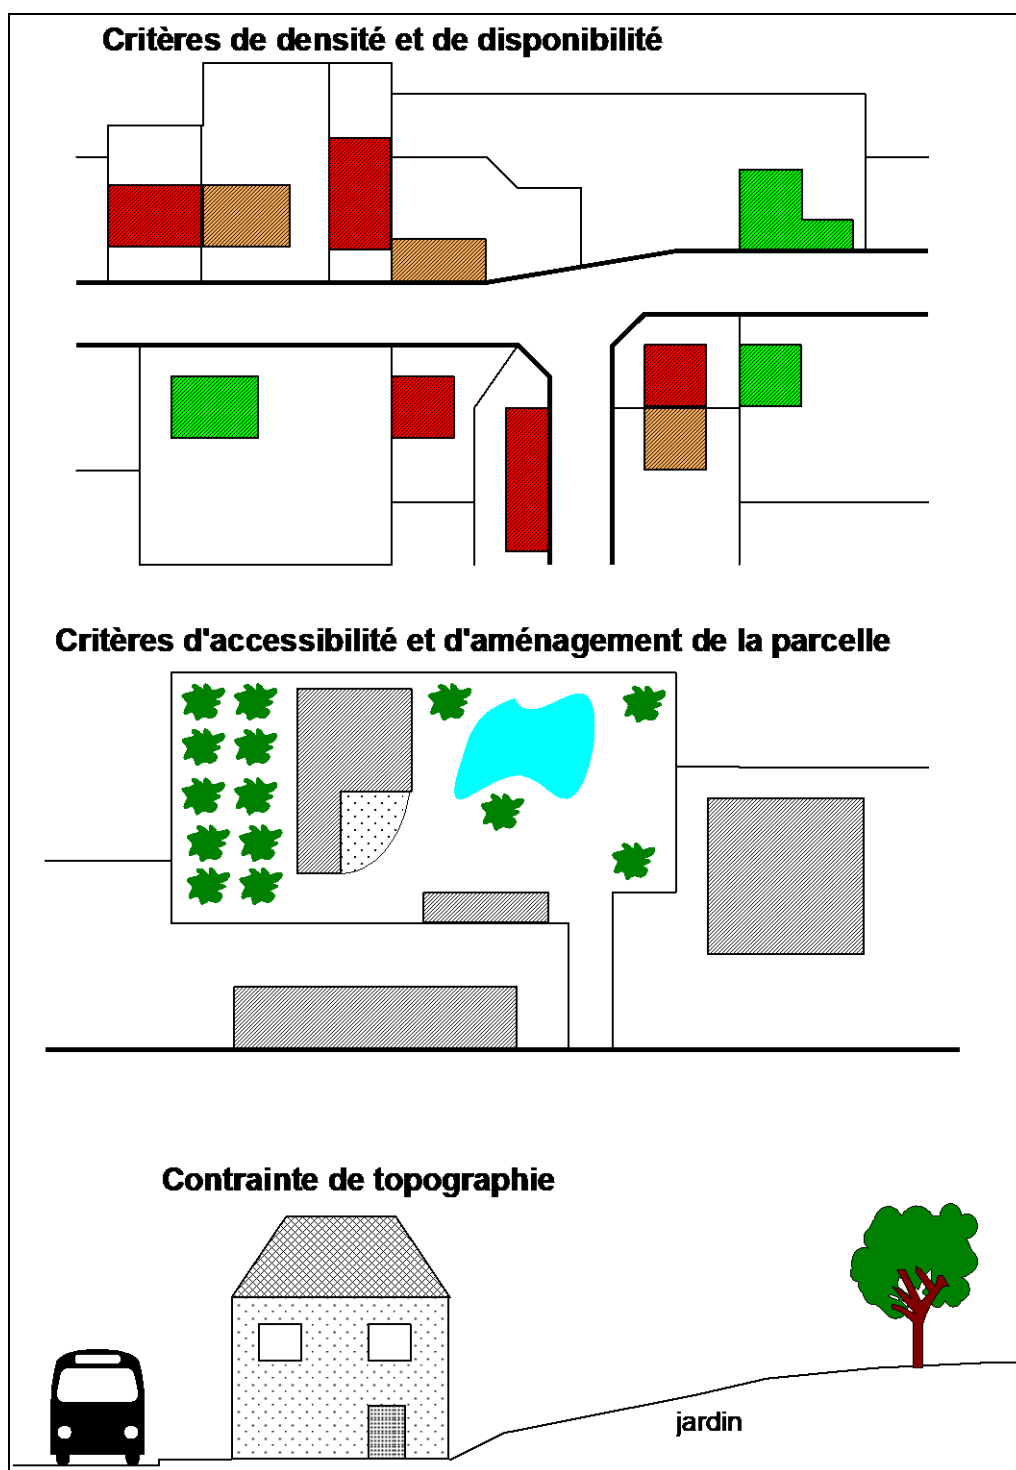 Critères de densité et de disponibilité
Critères d'accessibilité et d'aménagement de la parcelle
Contrainte de topographie
jardin